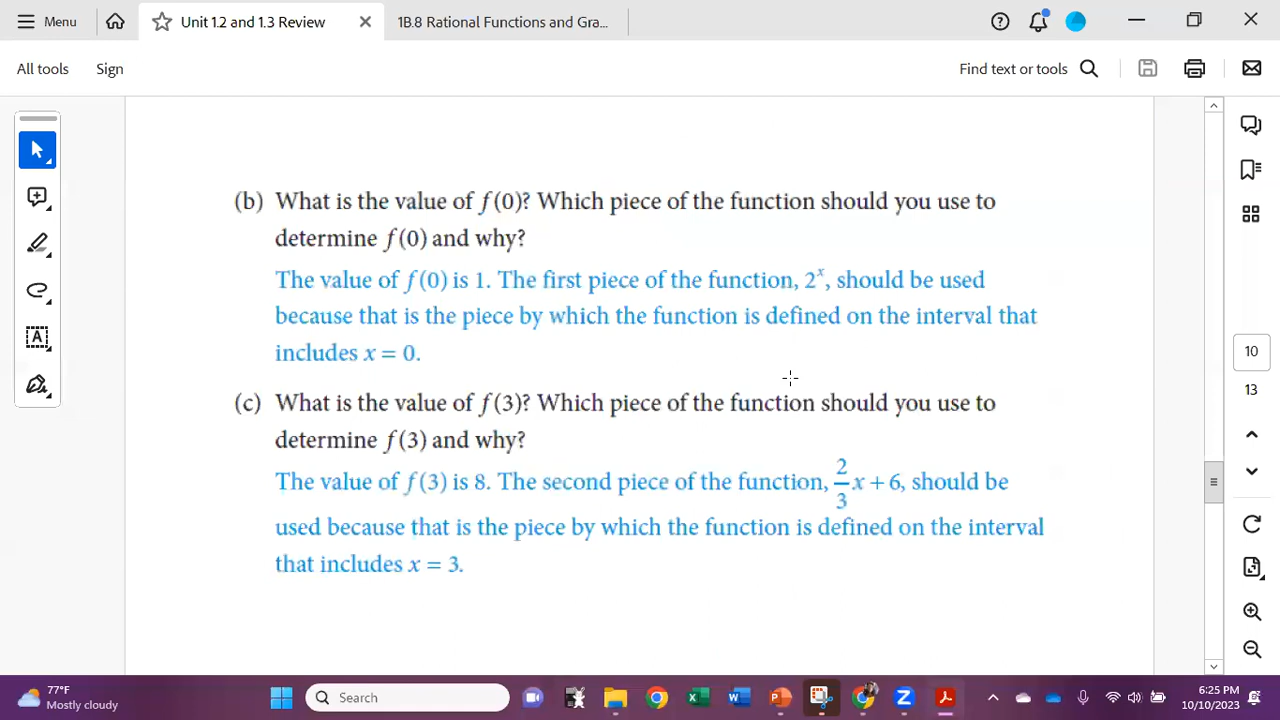 Menu
Unit 1.2 and 1.3 Review
1B.8 Rational Functions and Gra...
All tools
Sign
Find text or tools
(b) What is the value of f(0)? Which piece of the function should you use to
determine f(0) and why?
The value of f(0) is 1. The first piece of the function, 2^x, should be used
because that is the piece by which the function is defined on the interval that
includes x = 0.
(c) What is the value of f(3)? Which piece of the function should you use to
determine f(3) and why?
The value of f(3) is 8. The second piece of the function, 2/3 x + 6, should be
used because that is the piece by which the function is defined on the interval
that includes x = 3.
10
13
77°F
Mostly cloudy
Search
6:25 PM
10/10/2023